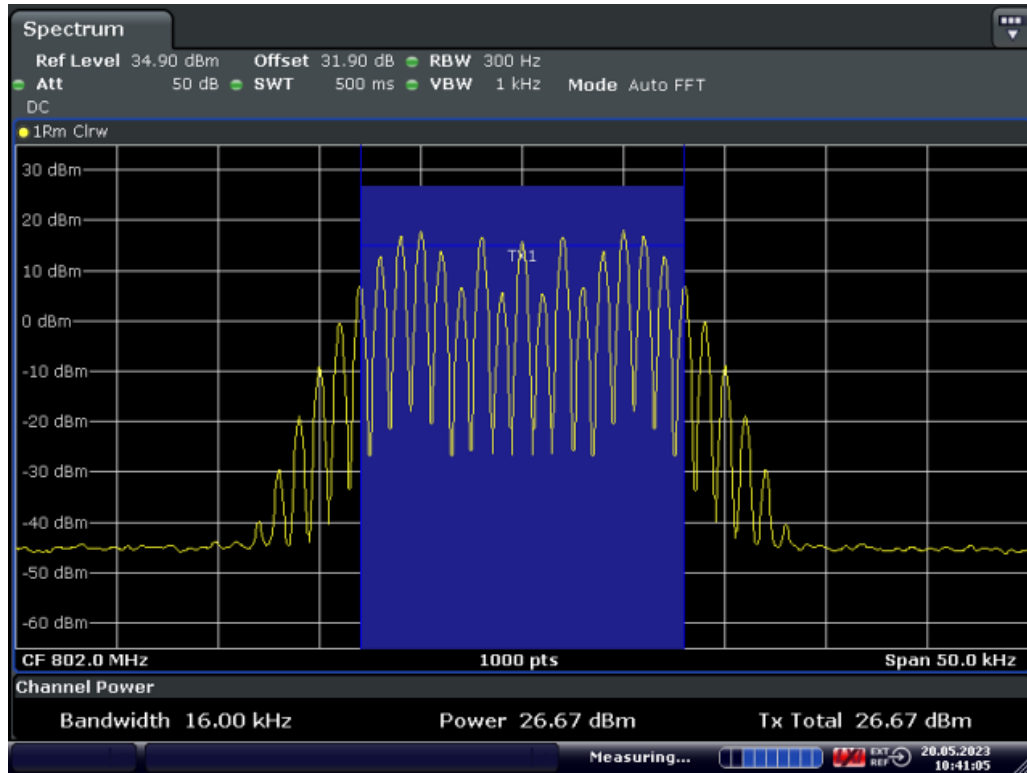 Spectrum
Ref Level 34.90 dBm Offset 31.90 dB RBW 300 Hz
Att 50 dB SWT 500 ms VBW 1 kHz Mode Auto FFT
DC
1Rm Clrw
30 dBm
20 dBm
TX1
10 dBm
0 dBm
-10 dBm
-20 dBm
-30 dBm
-40 dBm
-50 dBm
-60 dBm
CF 802.0 MHz 1000 pts Span 50.0 kHz
Channel Power
Bandwidth 16.00 kHz Power 26.67 dBm Tx Total 26.67 dBm
Measuring... EXT REF 20.05.2023
10:41:05